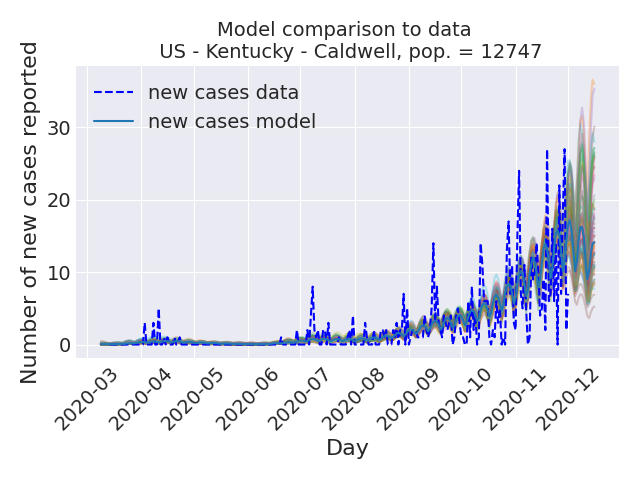 Model comparison to data
US - Kentucky - Caldwell, pop. = 12747
new cases data
new cases model
Number of new cases reported
30
20
10
0
2020-03
2020-04
2020-05
2020-06
2020-07
2020-08
2020-09
2020-10
2020-11
2020-12
Day